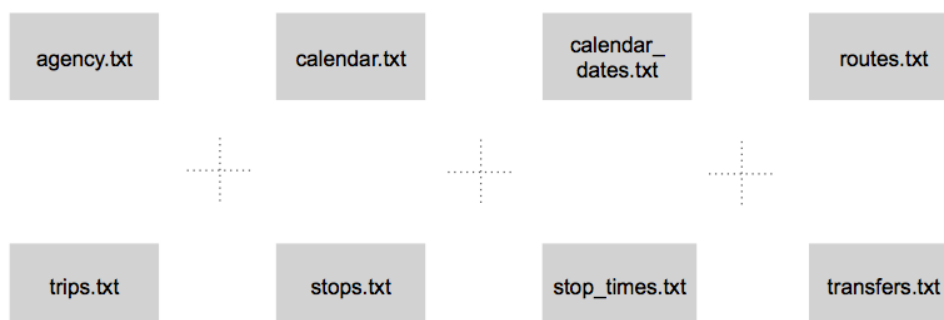 agency.txt
calendar.txt
calendar_
dates.txt
routes.txt
trips.txt
stops.txt
stop_times.txt
transfers.txt